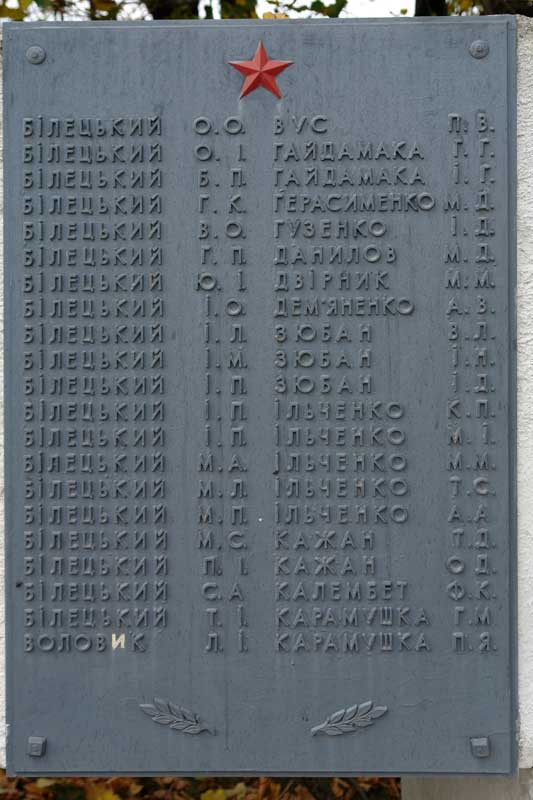 БІЛЕЦЬКИЙ О.О. ВУС П.В.
БІЛЕЦЬКИЙ О.І. ГАЙДАМАКА Г.Г.
БІЛЕЦЬКИЙ Б.П. ГАЙДАМАКА І.Г.
БІЛЕЦЬКИЙ Г.К. ГЕРАСИМЕНКО М.Д.
БІЛЕЦЬКИЙ В.О. ГУЗЕНКО І.Д.
БІЛЕЦЬКИЙ Г.П. ДАНИЛОВ М.Д.
БІЛЕЦЬКИЙ Ю.І. ДВІРНИК М.М.
БІЛЕЦЬКИЙ І.О. ДЕМ'ЯНЕНКО А.В.
БІЛЕЦЬКИЙ І.Л. ЗЮБАН В.Л.
БІЛЕЦЬКИЙ І.М. ЗЮБАН І.Н.
БІЛЕЦЬКИЙ І.П. ЗЮБАН І.Д.
БІЛЕЦЬКИЙ І.П. ІЛЬЧЕНКО К.П.
БІЛЕЦЬКИЙ І.П. ІЛЬЧЕНКО М.І.
БІЛЕЦЬКИЙ М.А. ІЛЬЧЕНКО М.М.
БІЛЕЦЬКИЙ М.Л. ІЛЬЧЕНКО Т.С.
БІЛЕЦЬКИЙ М.П. ІЛЬЧЕНКО А.А
БІЛЕЦЬКИЙ М.С. КАЖАН Т.Д.
БІЛЕЦЬКИЙ П.І. КАЖАН О.Д.
БІЛЕЦЬКИЙ С.А КАЛЕМБЕТ Ф.К.
БІЛЕЦЬКИЙ Т.І. КАРАМУШКА Г.М
ВОЛОВИК Л.І. КАРАМУШКА П.Я.